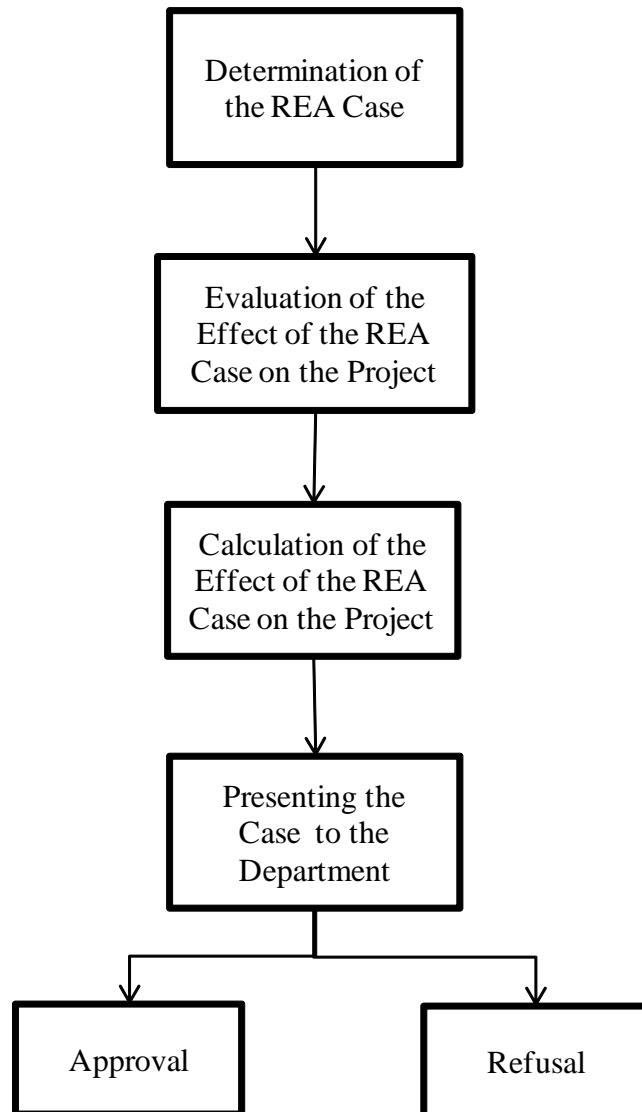 Determination of
the REA Case
Evaluation of the
Effect of the REA
Case on the Project
Calculation of the
Effect of the REA
Case on the Project
Presenting the
Case to the
Department
Approval
Refusal